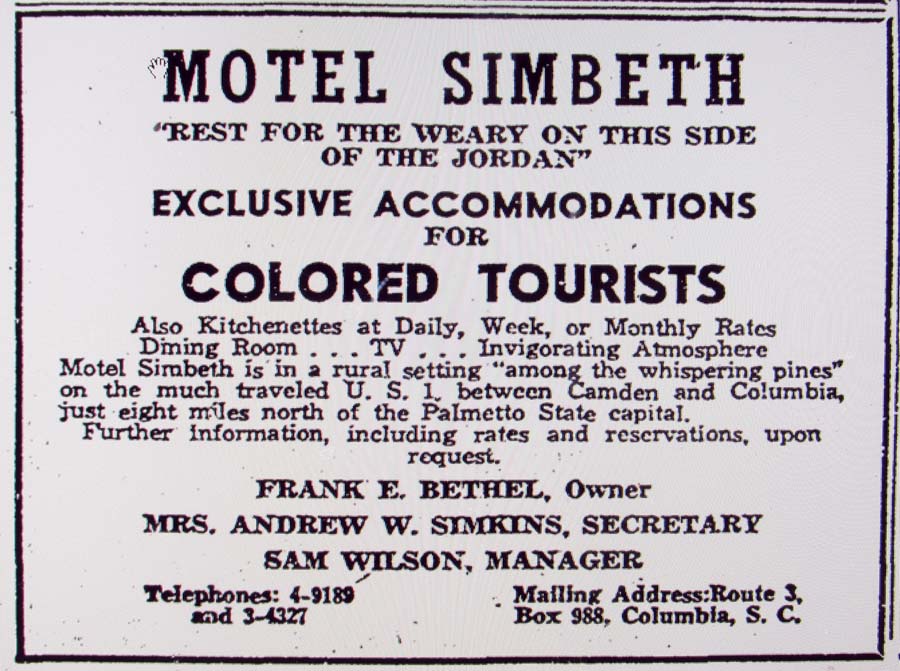 MOTEL SIMBETH
"REST FOR THE WEARY ON THIS SIDE
OF THE JORDAN"
EXCLUSIVE ACCOMMODATIONS
FOR
COLORED TOURISTS
Also Kitchenettes at Daily, Week, or Monthly Rates
Dining Room . . . TV . . . Invigorating Atmosphere
Motel Simbeth is in a rural setting "among the whispering pines"
on the much traveled U. S. 1, between Camden and Columbia,
just eight miles north of the Palmetto State capital.
Further information, including rates and reservations, upon
request.
FRANK E. BETHEL, Owner
MRS. ANDREW W. SIMKINS, SECRETARY
SAM WILSON, MANAGER
Telephones: 4-9189
and 3-4327
Mailing Address:Route 3,
Box 988, Columbia, S. C.